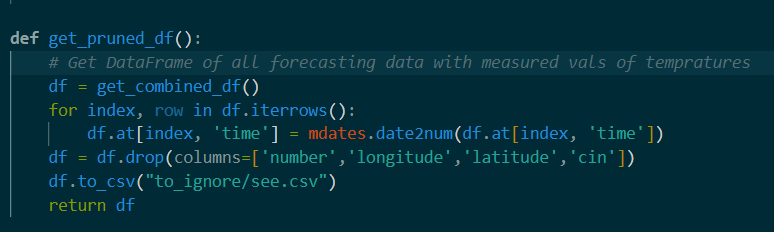 def get_pruned_df():
    # Get DataFrame of all forecasting data with measured vals of tempratures
    df = get_combined_df()
    for index, row in df.iterrows():
        df.at[index, 'time'] = mdates.date2num(df.at[index, 'time'])
    df = df.drop(columns=['number','longitude','latitude','cin'])
    df.to_csv("to_ignore/see.csv")
    return df